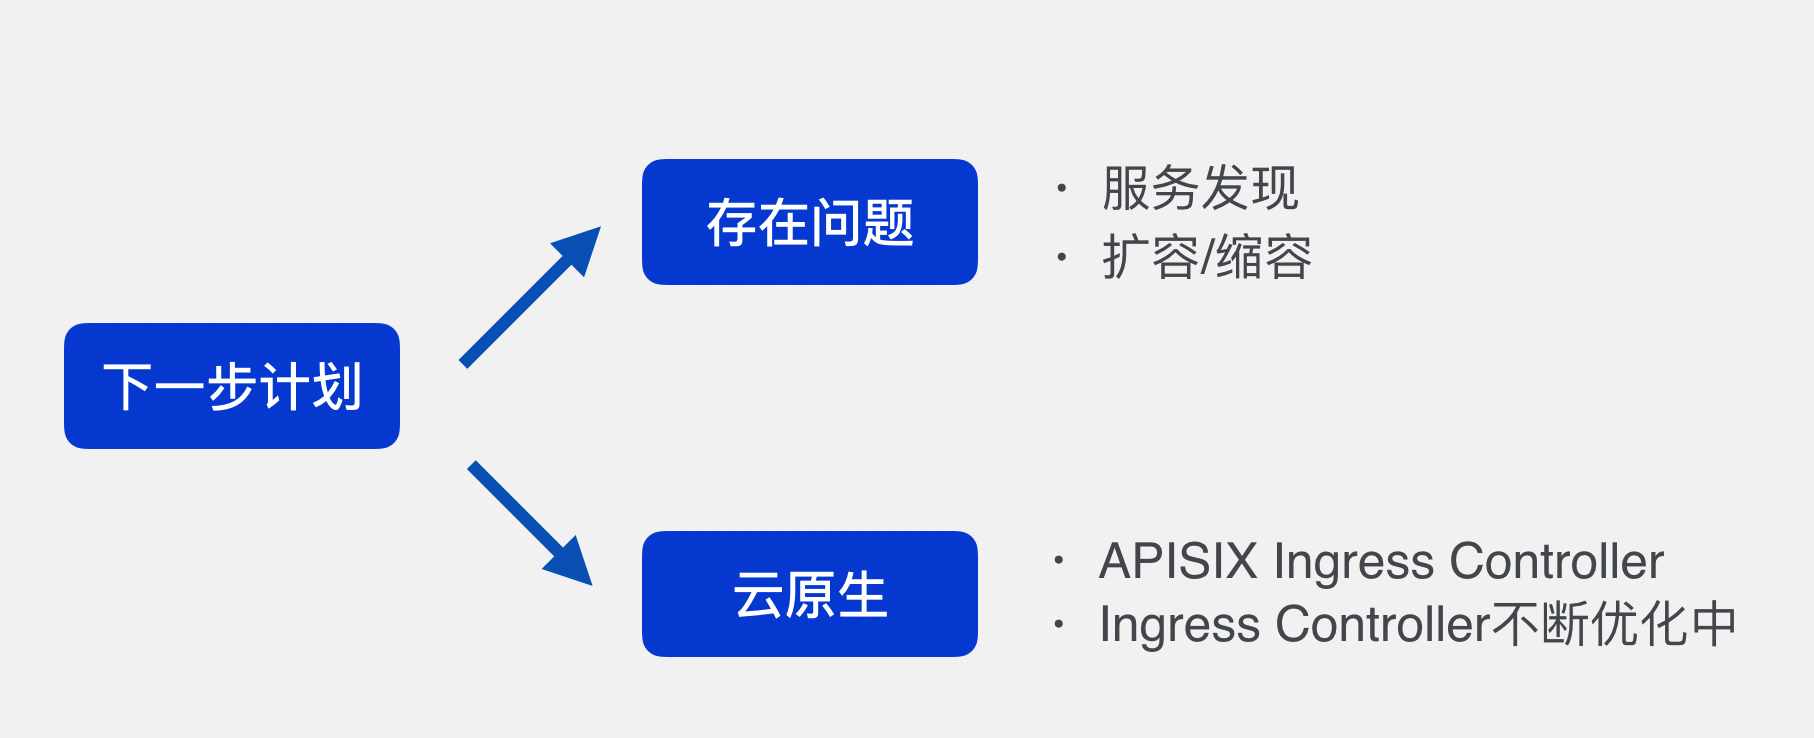 下一步计划
存在问题
· 服务发现
· 扩容/缩容
云原生
· APISIX Ingress Controller
· Ingress Controller不断优化中